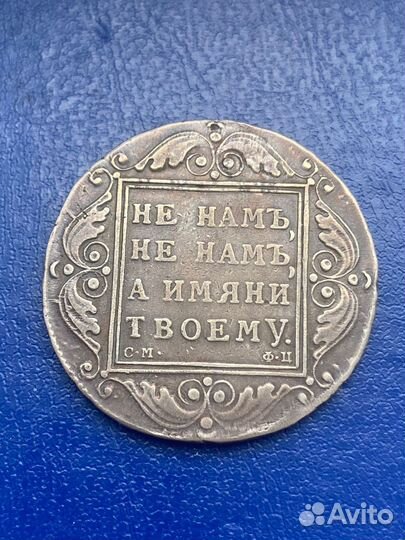 НЕ НАМЪ,
НЕ НАМЪ,
А ИМЯНИ
ТВОЕМУ.
С·М· Ф·Ц
Avito